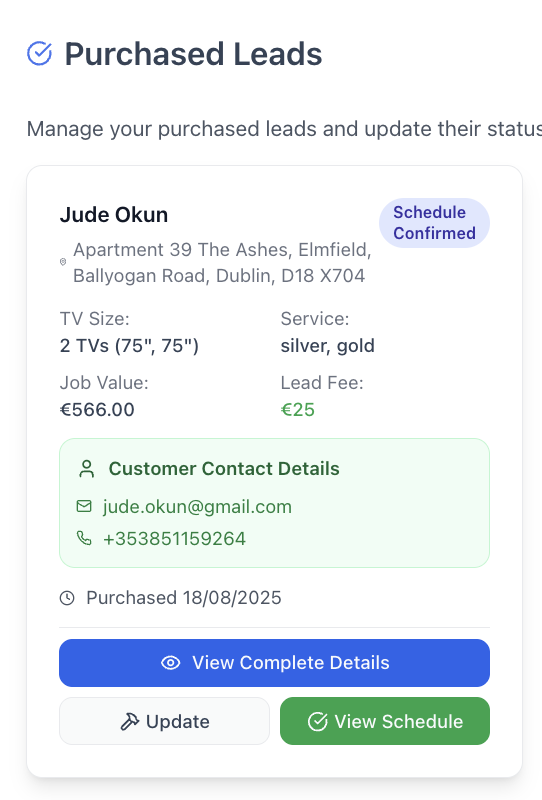 Purchased Leads
Manage your purchased leads and update their status
Jude Okun
Schedule
Confirmed
Apartment 39 The Ashes, Elmfield,
Ballyogan Road, Dublin, D18 X704
TV Size:
Service:
2 TVs (75", 75")
silver, gold
Job Value:
Lead Fee:
€566.00
€25
Customer Contact Details
jude.okun@gmail.com
+353851159264
Purchased 18/08/2025
View Complete Details
Update
View Schedule